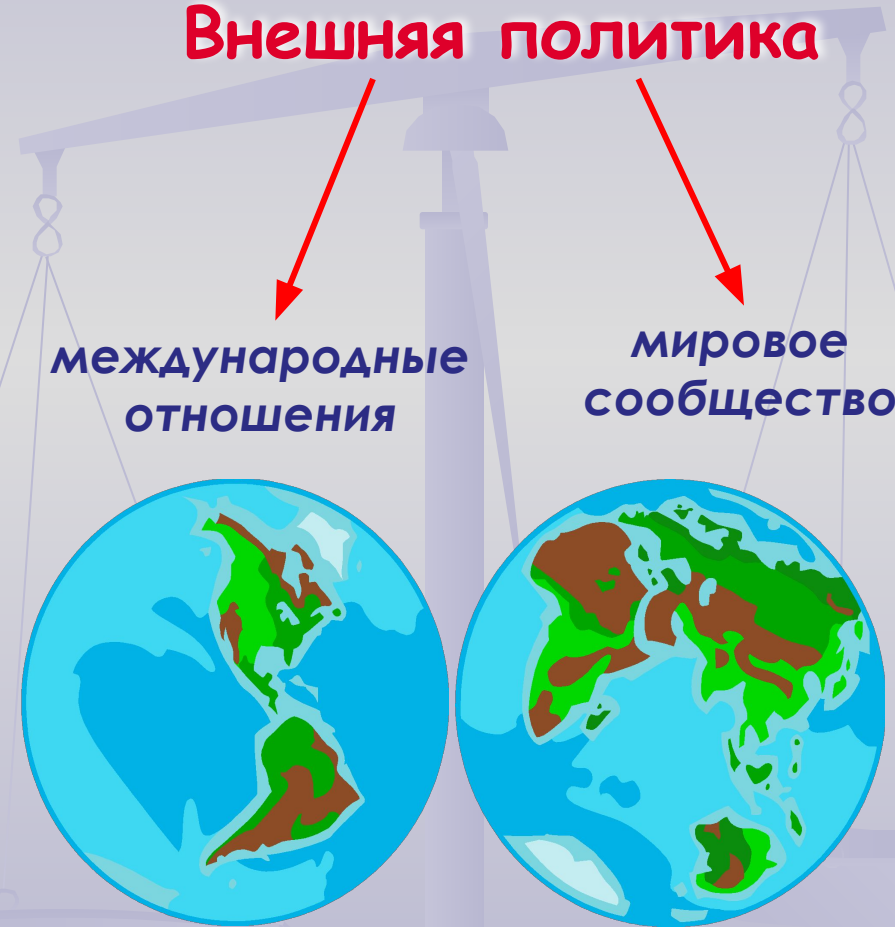 Внешняя политика
международные
отношения
мировое
сообщество